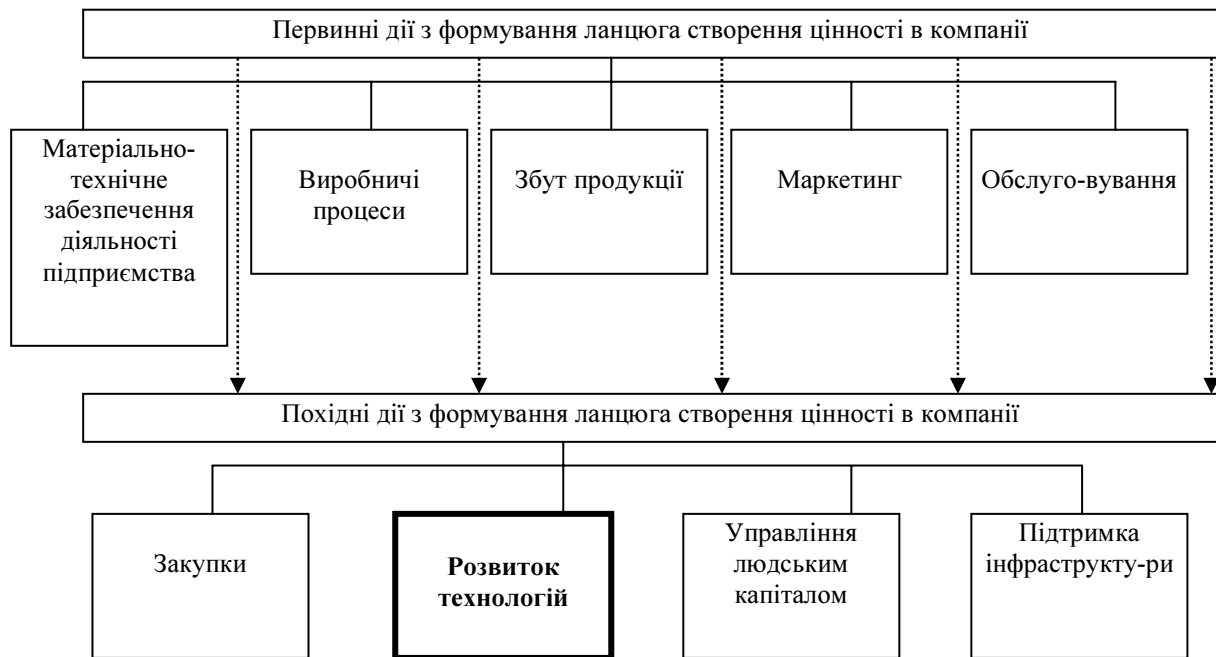 Первинні дії з формування ланцюга створення цінності в компанії
Матеріально-
технічне
забезпечення
діяльності
підприємства
Виробничі
процеси
Збут продукції
Маркетинг
Обслуго-вування
Похідні дії з формування ланцюга створення цінності в компанії
Закупки
Розвиток
технологій
Управління
людським
капіталом
Підтримка
інфраструкту-ри